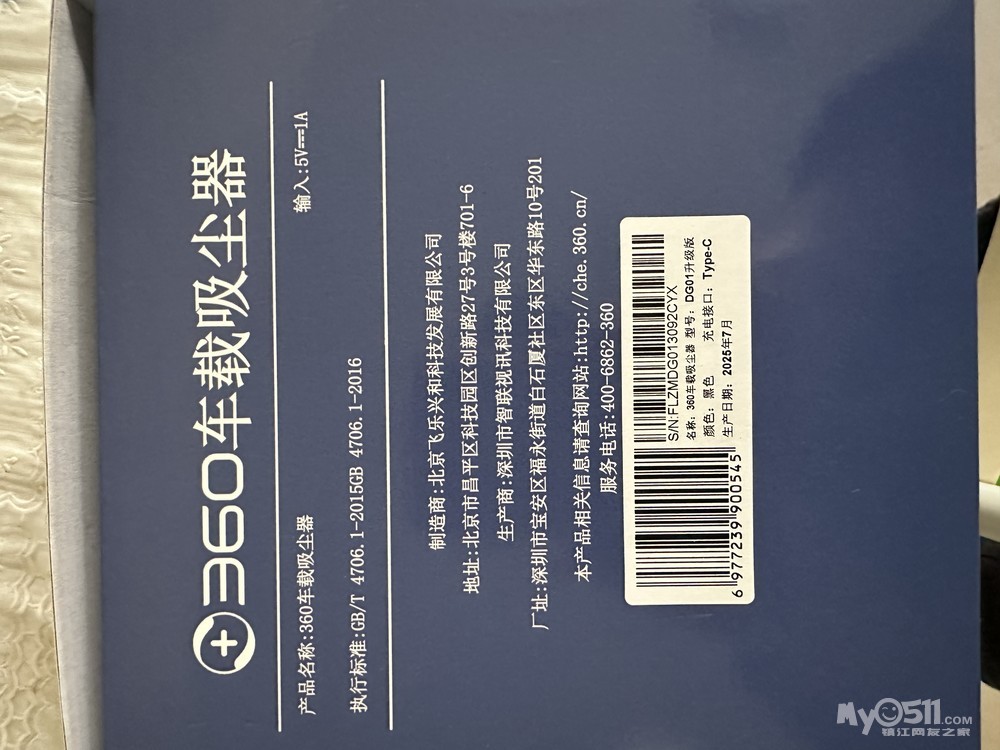 360车载吸尘器
产品名称:360车载吸尘器
输入:5V⎓1A
执行标准:GB/T 4706.1-2015GB 4706.1-2016
制造商:北京飞乐兴和科技发展有限公司
地址:北京市昌平区科技园区创新路27号3号楼701-6
生产商:深圳市智联视讯科技有限公司
厂址:深圳市宝安区福永街道白石厦社区东区华东路10号201
本产品相关信息请查询网站:http://che.360.cn/
服务电话:400-6862-360
6 977239 900545
S/N:FLZMDG013092CYX
名称: 360车载吸尘器 型号: DG01升级版
颜色: 黑色 充电接口: Type-C
生产日期: 2025年7月
My0511.COM
镇江网友之家